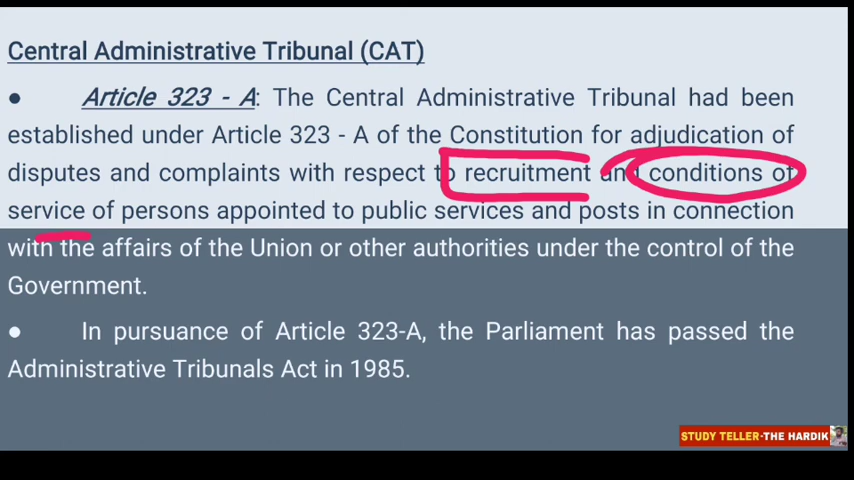 Central Administrative Tribunal (CAT)
● Article 323 - A: The Central Administrative Tribunal had been
established under Article 323 - A of the Constitution for adjudication of
disputes and complaints with respect to recruitment and conditions of
service of persons appointed to public services and posts in connection
with the affairs of the Union or other authorities under the control of the
Government.
● In pursuance of Article 323-A, the Parliament has passed the
Administrative Tribunals Act in 1985.
STUDY TELLER-THE HARDIK